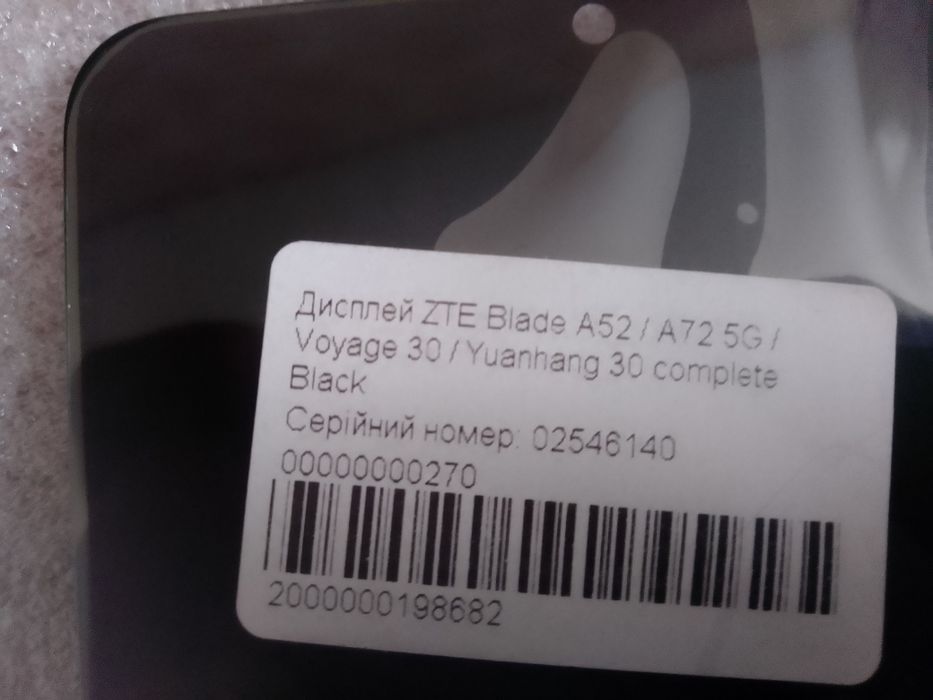 Дисплей ZTE Blade A52 / A72 5G /
Voyage 30 / Yuanhang 30 complete
Black
Серійний номер: 02546140
00000000270
2000000198682